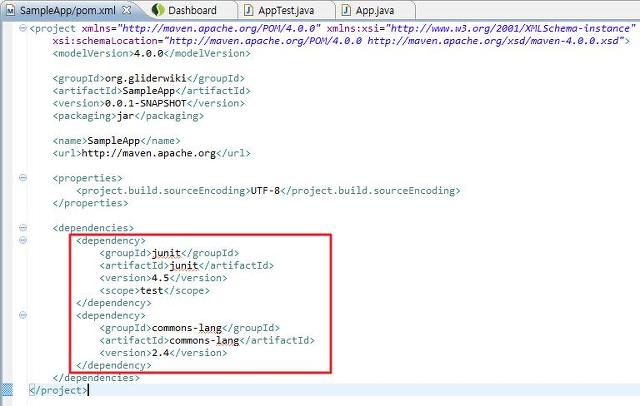 SampleApp/pom.xml Dashboard AppTest.java App.java
<project xmlns="http://maven.apache.org/POM/4.0.0" xmlns:xsi="http://www.w3.org/2001/XMLSchema-instance"
xsi:schemaLocation="http://maven.apache.org/POM/4.0.0 http://maven.apache.org/xsd/maven-4.0.0.xsd">
<modelVersion>4.0.0</modelVersion>
<groupId>org.gliderwiki</groupId>
<artifactId>SampleApp</artifactId>
<version>0.0.1-SNAPSHOT</version>
<packaging>jar</packaging>
<name>SampleApp</name>
<url>http://maven.apache.org</url>
<properties>
<project.build.sourceEncoding>UTF-8</project.build.sourceEncoding>
</properties>
<dependencies>
<dependency>
<groupId>junit</groupId>
<artifactId>junit</artifactId>
<version>4.5</version>
<scope>test</scope>
</dependency>
<dependency>
<groupId>commons-lang</groupId>
<artifactId>commons-lang</artifactId>
<version>2.4</version>
</dependency>
</dependencies>
</project>